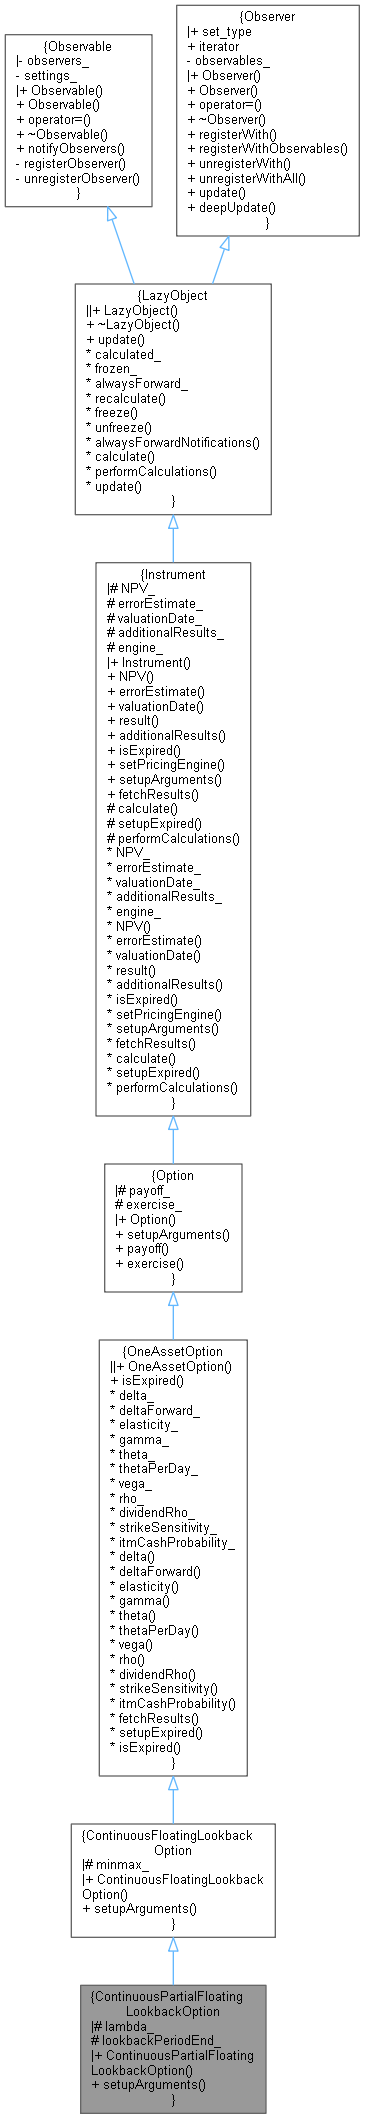 {Observable
|- observers_
- settings_
|+ Observable()
+ Observable()
+ operator=()
+ ~Observable()
+ notifyObservers()
- registerObserver()
- unregisterObserver()
}
{Observer
|+ set_type
+ iterator
- observables_
|+ Observer()
+ Observer()
+ operator=()
+ ~Observer()
+ registerWith()
+ registerWithObservables()
+ unregisterWith()
+ unregisterWithAll()
+ update()
+ deepUpdate()
}
{LazyObject
||+ LazyObject()
+ ~LazyObject()
+ update()
* calculated_
* frozen_
* alwaysForward_
* recalculate()
* freeze()
* unfreeze()
* alwaysForwardNotifications()
* calculate()
* performCalculations()
* update()
}
{Instrument
|# NPV_
# errorEstimate_
# valuationDate_
# additionalResults_
# engine_
|+ Instrument()
+ NPV()
+ errorEstimate()
+ valuationDate()
+ result()
+ additionalResults()
+ isExpired()
+ setPricingEngine()
+ setupArguments()
+ fetchResults()
# calculate()
# setupExpired()
# performCalculations()
* NPV_
* errorEstimate_
* valuationDate_
* additionalResults_
* engine_
* NPV()
* errorEstimate()
* valuationDate()
* result()
* additionalResults()
* isExpired()
* setPricingEngine()
* setupArguments()
* fetchResults()
* calculate()
* setupExpired()
* performCalculations()
}
{Option
|# payoff_
# exercise_
|+ Option()
+ setupArguments()
+ payoff()
+ exercise()
}
{OneAssetOption
||+ OneAssetOption()
+ isExpired()
* delta_
* deltaForward_
* elasticity_
* gamma_
* theta_
* thetaPerDay_
* vega_
* rho_
* dividendRho_
* strikeSensitivity_
* itmCashProbability_
* delta()
* deltaForward()
* elasticity()
* gamma()
* theta()
* thetaPerDay()
* vega()
* rho()
* dividendRho()
* strikeSensitivity()
* itmCashProbability()
* fetchResults()
* setupExpired()
* isExpired()
}
{ContinuousFloatingLookback
Option
|# minmax_
|+ ContinuousFloatingLookback
Option()
+ setupArguments()
}
{ContinuousPartialFloating
LookbackOption
|# lambda_
# lookbackPeriodEnd_
|+ ContinuousPartialFloating
LookbackOption()
+ setupArguments()
}